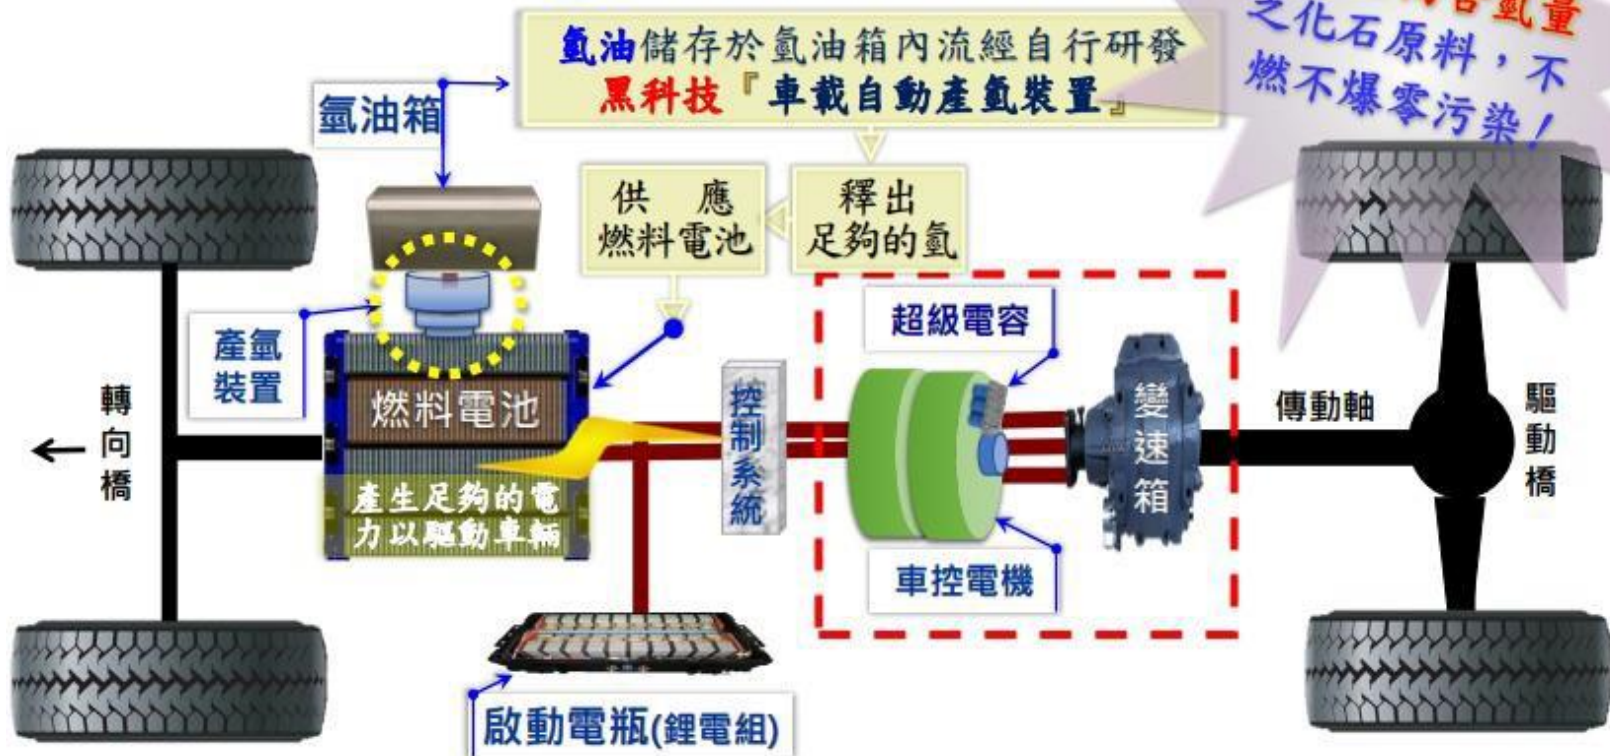 含氫量
之化石原料，不
燃不爆零污染！
氫油儲存於氫油箱內流經自行研發
黑科技『車載自動產氫裝置』
氫油箱
供 應
燃料電池
釋出
足夠的氫
產氫
裝置
超級電容
燃料電池
控制系統
變速箱
傳動軸
驅動橋
轉向橋
產生足夠的電
力以驅動車輛
車控電機
啟動電瓶(鋰電組)